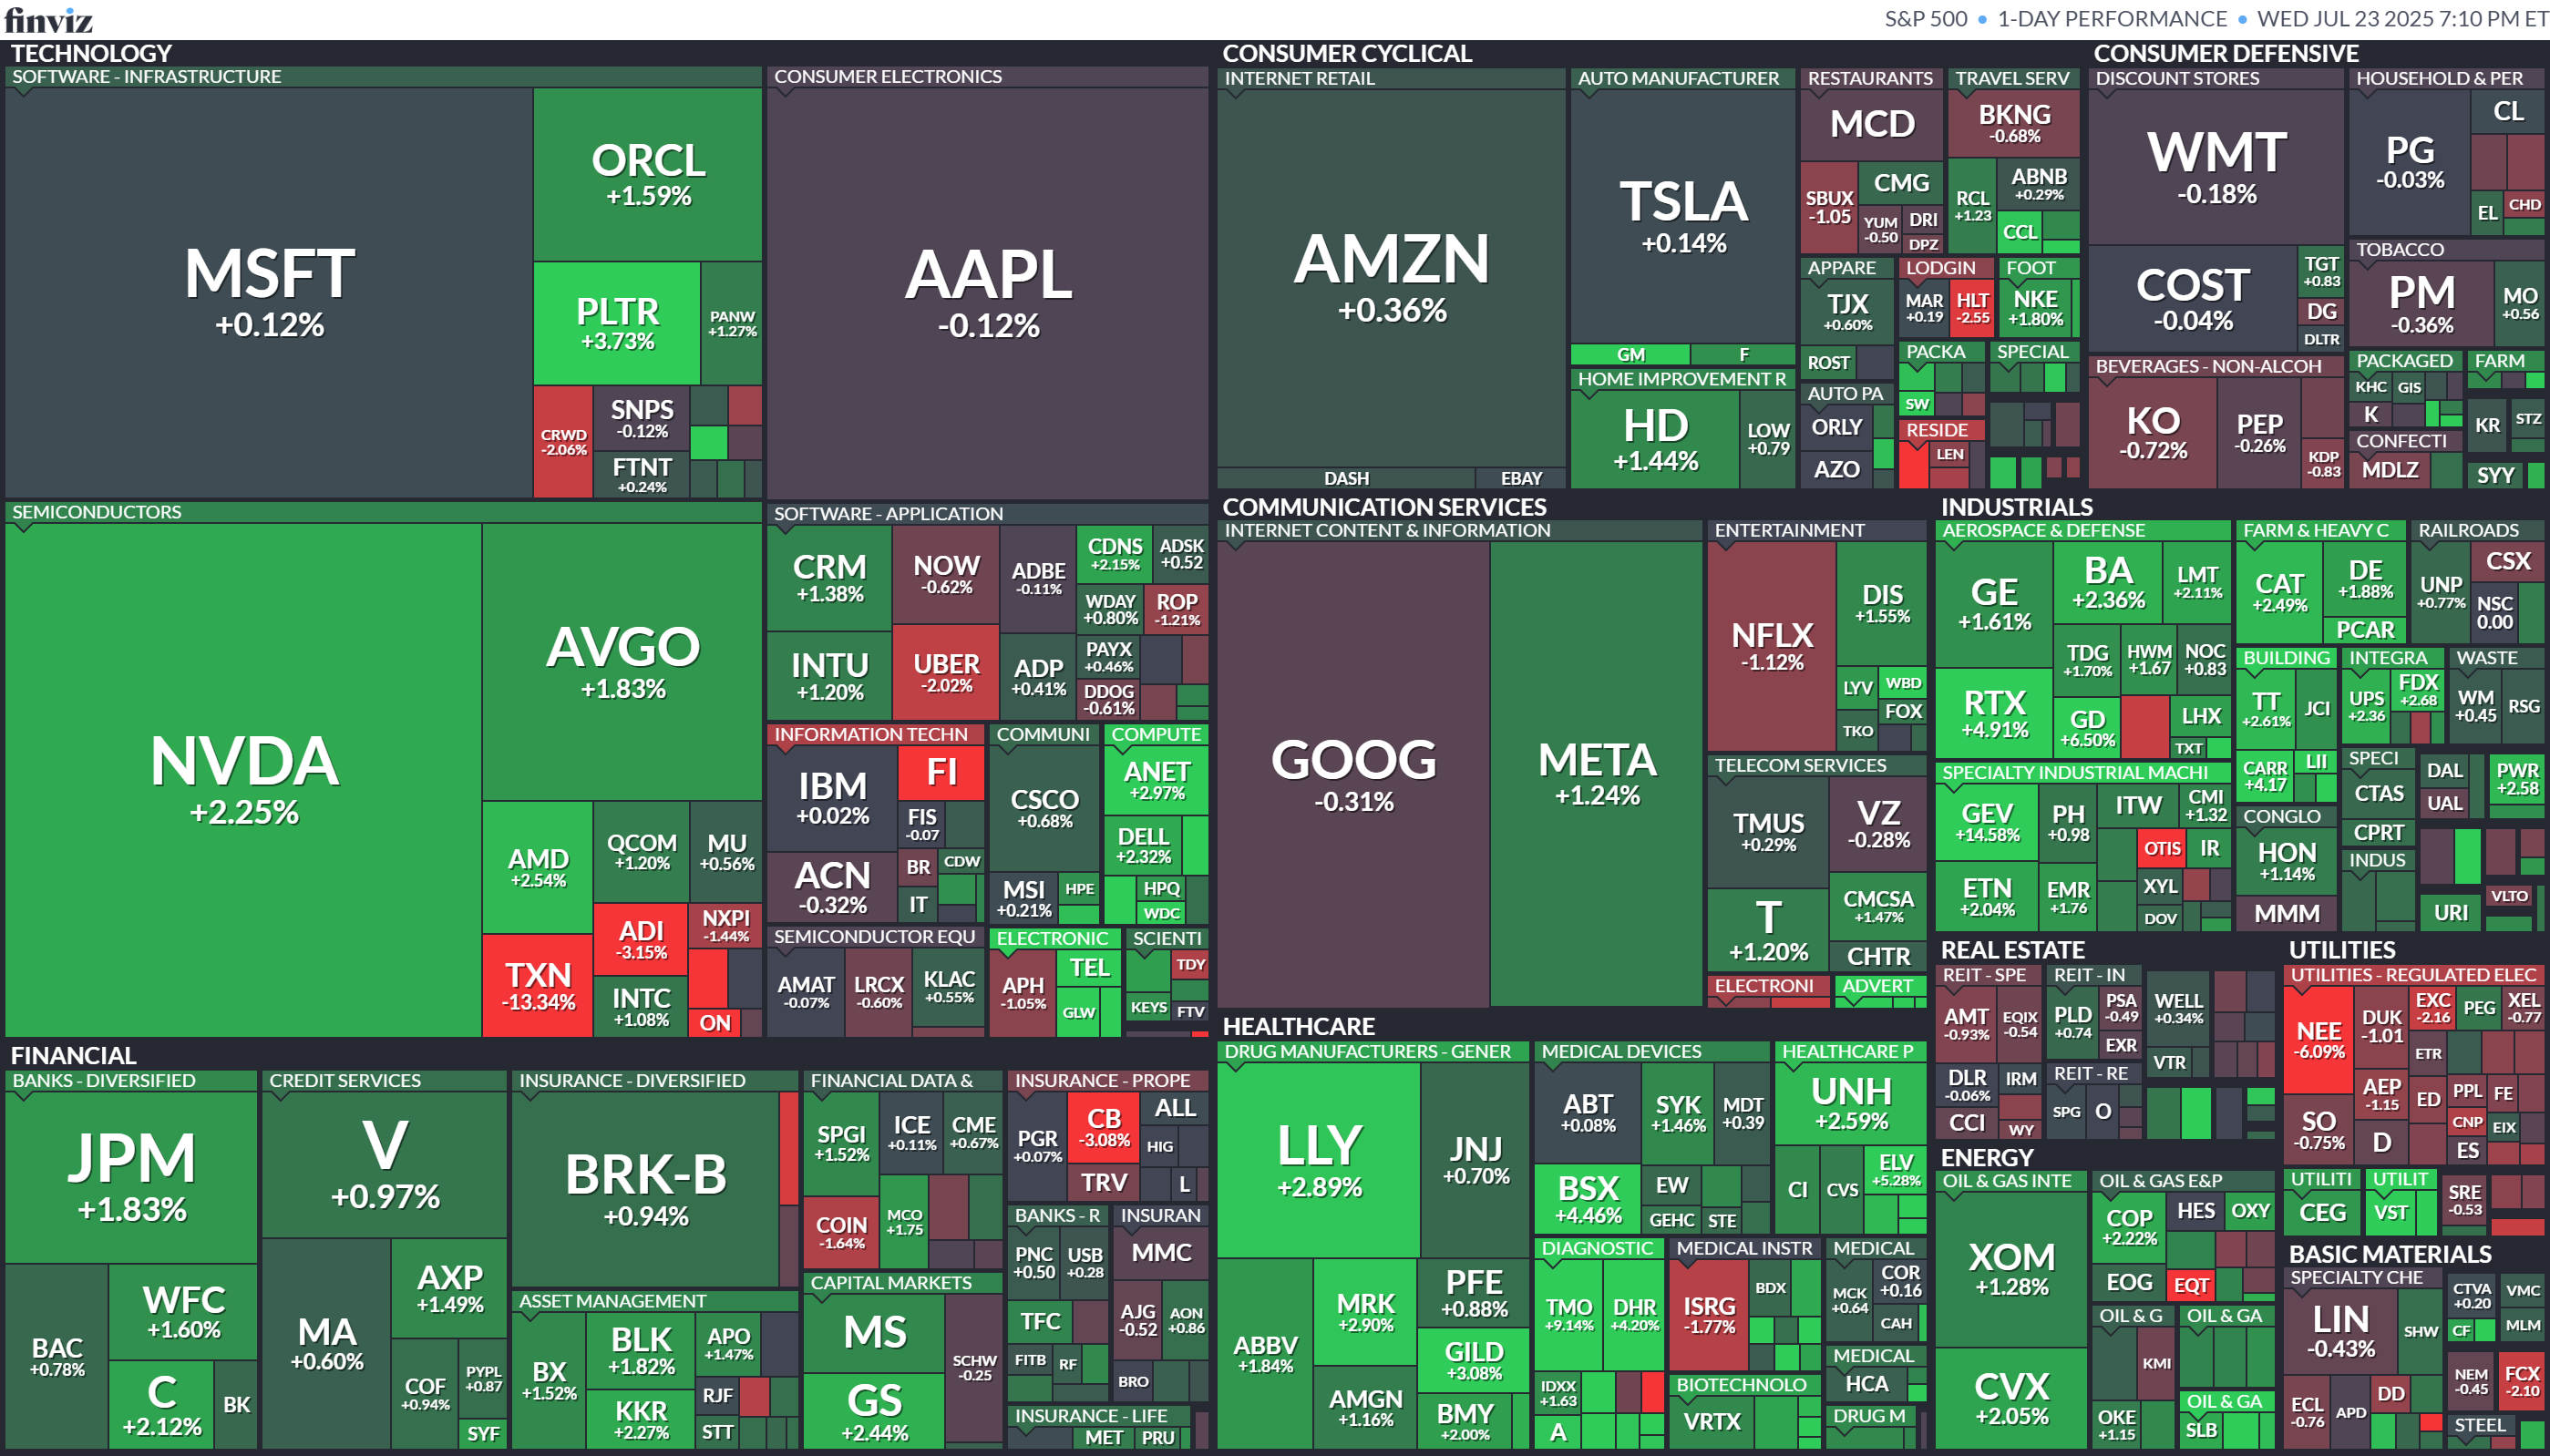 finviz
S&P 500 • 1-DAY PERFORMANCE • WED JUL 23 2025 7:10 PM ET
TECHNOLOGY
SOFTWARE - INFRASTRUCTURE
MSFT
+0.12%
ORCL
+1.59%
PLTR
+3.73%
PANW
+1.27%
CRWD
-2.06%
SNPS
-0.12%
FTNT
+0.24%
CONSUMER ELECTRONICS
AAPL
-0.12%
SEMICONDUCTORS
NVDA
+2.25%
AVGO
+1.83%
AMD
+2.54%
QCOM
+1.20%
MU
+0.56%
TXN
-13.34%
ADI
-3.15%
NXPI
-1.44%
INTC
+1.08%
ON
SOFTWARE - APPLICATION
CRM
+1.38%
NOW
-0.62%
ADBE
-0.11%
CDNS
+2.15%
ADSK
+0.52
INTU
+1.20%
UBER
-2.02%
ADP
+0.41%
WDAY
+0.80%
ROP
-1.21%
PAYX
+0.46%
DDOG
-0.61%
INFORMATION TECHN
IBM
+0.02%
FI
FIS
-0.07
ACN
-0.32%
BR
CDW
IT
COMMUNI
CSCO
+0.68%
MSI
+0.21%
HPE
COMPUTE
ANET
+2.97%
DELL
+2.32%
HPQ
WDC
SEMICONDUCTOR EQU
AMAT
-0.07%
LRCX
-0.60%
KLAC
+0.55%
ELECTRONIC
APH
-1.05%
TEL
GLW
SCIENTI
TDY
KEYS
FTV
CONSUMER CYCLICAL
INTERNET RETAIL
AMZN
+0.36%
DASH
EBAY
AUTO MANUFACTURER
TSLA
+0.14%
GM
F
HOME IMPROVEMENT R
HD
+1.44%
LOW
+0.79
RESTAURANTS
MCD
SBUX
-1.05
CMG
YUM
-0.50
DRI
DPZ
TRAVEL SERV
BKNG
-0.68%
RCL
+1.23
ABNB
+0.29%
CCL
APPARE
TJX
+0.60%
ROST
LODGIN
MAR
+0.19
HLT
-2.55
FOOT
NKE
+1.80%
AUTO PA
ORLY
AZO
PACKA
SW
SPECIAL
RESIDE
LEN
CONSUMER DEFENSIVE
DISCOUNT STORES
WMT
-0.18%
COST
-0.04%
TGT
+0.83
DG
DLTR
HOUSEHOLD & PER
PG
-0.03%
CL
EL
CHD
TOBACCO
PM
-0.36%
MO
+0.56
BEVERAGES - NON-ALCOH
KO
-0.72%
PEP
-0.26%
KDP
-0.83
PACKAGED
KHC
GIS
K
FARM
KR
STZ
CONFECTI
MDLZ
SYY
COMMUNICATION SERVICES
INTERNET CONTENT & INFORMATION
GOOG
-0.31%
META
+1.24%
ENTERTAINMENT
NFLX
-1.12%
DIS
+1.55%
LYV
WBD
FOX
TKO
TELECOM SERVICES
TMUS
+0.29%
VZ
-0.28%
T
+1.20%
CMCSA
+1.47%
CHTR
ELECTRONI
ADVERT
INDUSTRIALS
AEROSPACE & DEFENSE
GE
+1.61%
BA
+2.36%
LMT
+2.11%
RTX
+4.91%
TDG
+1.70%
HWM
+1.67
NOC
+0.83
GD
+6.50%
LHX
TXT
FARM & HEAVY C
CAT
+2.49%
DE
+1.88%
PCAR
RAILROADS
UNP
+0.77%
CSX
NSC
0.00
BUILDING
TT
+2.61%
JCI
CARR
+4.17
LII
INTEGRA
UPS
+2.36
FDX
+2.68
WASTE
WM
+0.45
RSG
SPECIALTY INDUSTRIAL MACHI
GEV
+14.58%
PH
+0.98
ITW
CMI
+1.32
OTIS
IR
ETN
+2.04%
EMR
+1.76
XYL
DOV
CONGLO
HON
+1.14%
MMM
SPECI
CTAS
CPRT
INDUS
DAL
UAL
PWR
+2.58
URI
VLTO
HEALTHCARE
DRUG MANUFACTURERS - GENER
LLY
+2.89%
JNJ
+0.70%
ABBV
+1.84%
MRK
+2.90%
PFE
+0.88%
AMGN
+1.16%
GILD
+3.08%
BMY
+2.00%
MEDICAL DEVICES
ABT
+0.08%
SYK
+1.46%
MDT
+0.39
BSX
+4.46%
EW
GEHC
STE
HEALTHCARE P
UNH
+2.59%
CI
CVS
ELV
+5.28%
DIAGNOSTIC
TMO
+9.14%
DHR
+4.20%
IDXX
+1.63
A
MEDICAL INSTR
ISRG
-1.77%
BDX
BIOTECHNOLO
VRTX
MEDICAL
MCK
+0.64
COR
+0.16
CAH
MEDICAL
HCA
DRUG M
REAL ESTATE
REIT - SPE
AMT
-0.93%
EQIX
-0.54
DLR
-0.06%
IRM
CCI
WY
REIT - IN
PLD
+0.74
PSA
-0.49
EXR
REIT - RE
SPG
O
WELL
+0.34%
VTR
UTILITIES
UTILITIES - REGULATED ELEC
NEE
-6.09%
DUK
-1.01
EXC
-2.16
PEG
XEL
-0.77
ETR
SO
-0.75%
AEP
-1.15
ED
PPL
FE
D
CNP
EIX
ES
UTILITI
CEG
UTILIT
VST
SRE
-0.53
ENERGY
OIL & GAS INTE
XOM
+1.28%
CVX
+2.05%
OIL & GAS E&P
COP
+2.22%
HES
OXY
EOG
EQT
OIL & G
KMI
OKE
+1.15
OIL & GA
OIL & GA
SLB
BASIC MATERIALS
SPECIALTY CHE
LIN
-0.43%
SHW
ECL
-0.76
APD
DD
CTVA
+0.20
CF
VMC
MLM
NEM
-0.45
FCX
-2.10
STEEL
FINANCIAL
BANKS - DIVERSIFIED
JPM
+1.83%
BAC
+0.78%
WFC
+1.60%
C
+2.12%
BK
CREDIT SERVICES
V
+0.97%
MA
+0.60%
AXP
+1.49%
COF
+0.94%
PYPL
+0.87
SYF
INSURANCE - DIVERSIFIED
BRK-B
+0.94%
ASSET MANAGEMENT
BX
+1.52%
BLK
+1.82%
KKR
+2.27%
APO
+1.47%
RJF
STT
FINANCIAL DATA &
SPGI
+1.52%
ICE
+0.11%
CME
+0.67%
COIN
-1.64%
MCO
+1.75
CAPITAL MARKETS
MS
GS
+2.44%
SCHW
-0.25
INSURANCE - PROPE
PGR
+0.07%
CB
-3.08%
ALL
HIG
TRV
L
BANKS - R
PNC
+0.50
USB
+0.28
TFC
FITB
RF
INSURAN
MMC
AJG
-0.52
AON
+0.86
BRO
INSURANCE - LIFE
MET
PRU